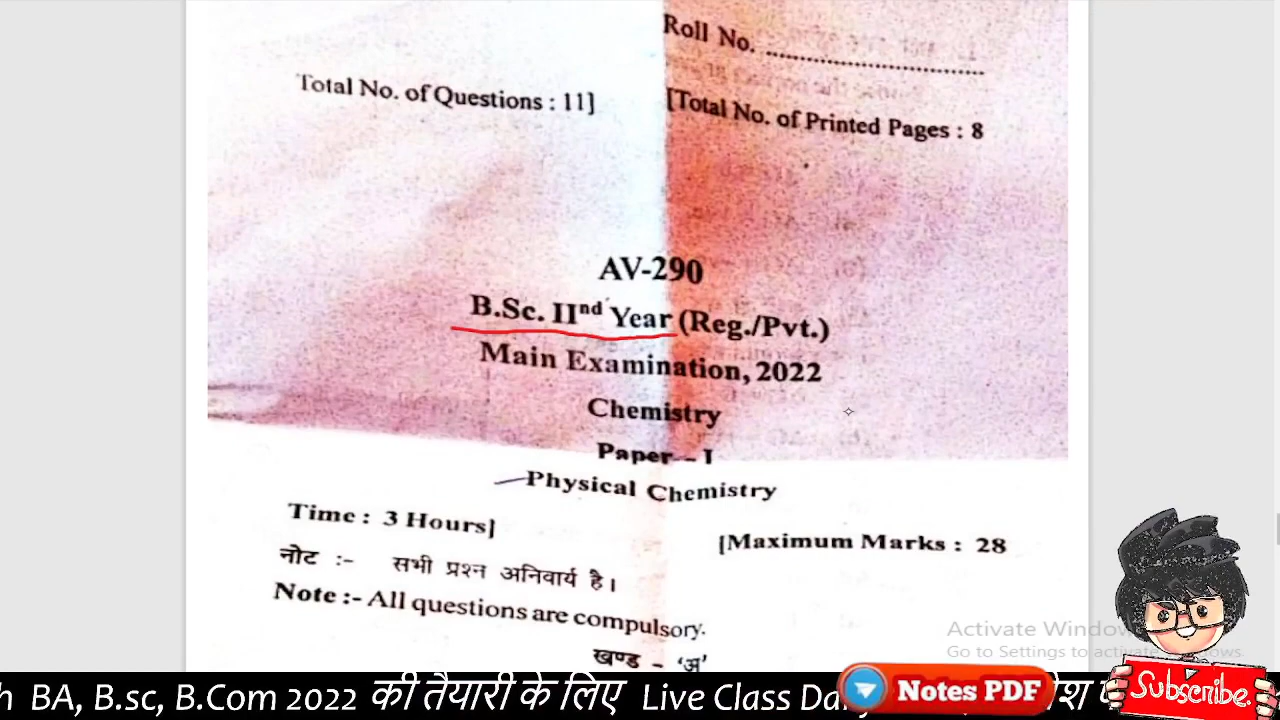 Roll No. ........................................
Total No. of Questions : 11]
[Total No. of Printed Pages : 8
AV-290
B.Sc. IInd Year (Reg./Pvt.)
Main Examination, 2022
Chemistry
Paper - I
Physical Chemistry
Time : 3 Hours]
[Maximum Marks : 28
नोट :- सभी प्रश्न अनिवार्य है।
Note :- All questions are compulsory.
खण्ड - 'अ'
Activate Windows
Go to Settings to activate Windows.
BA, B.sc, B.Com 2022 की तैयारी के लिए Live Class
Notes PDF
Subscribe